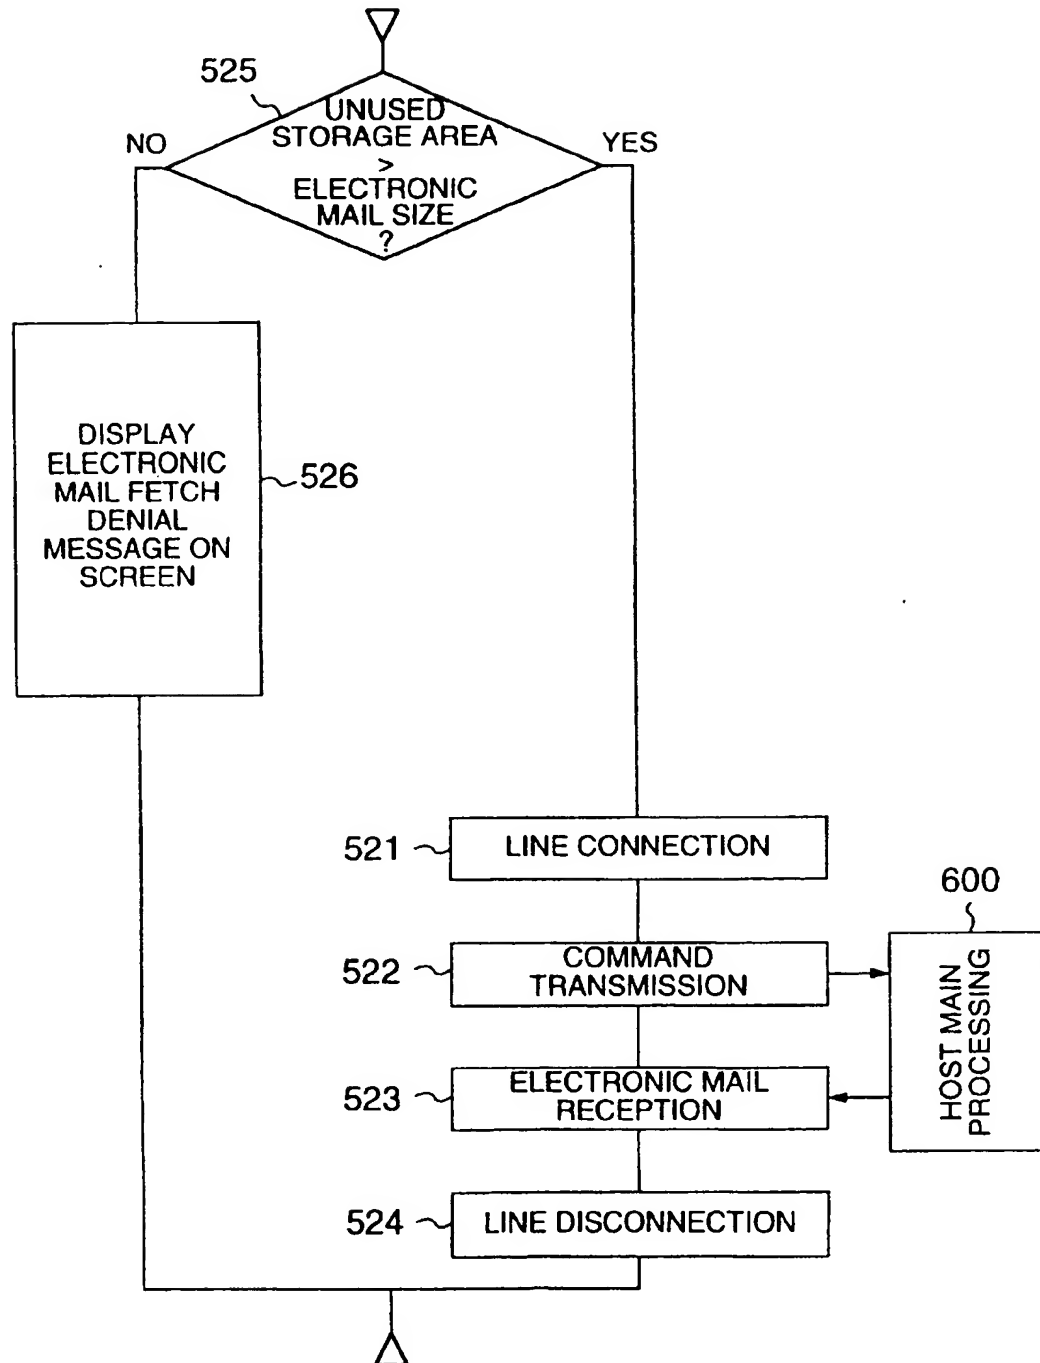 525
UNUSED
STORAGE AREA
>
ELECTRONIC
MAIL SIZE
?
NO
YES
DISPLAY
ELECTRONIC
MAIL FETCH
DENIAL
MESSAGE ON
SCREEN
526
521
LINE CONNECTION
600
522
COMMAND
TRANSMISSION
HOST MAIN
PROCESSING
523
ELECTRONIC MAIL
RECEPTION
524
LINE DISCONNECTION